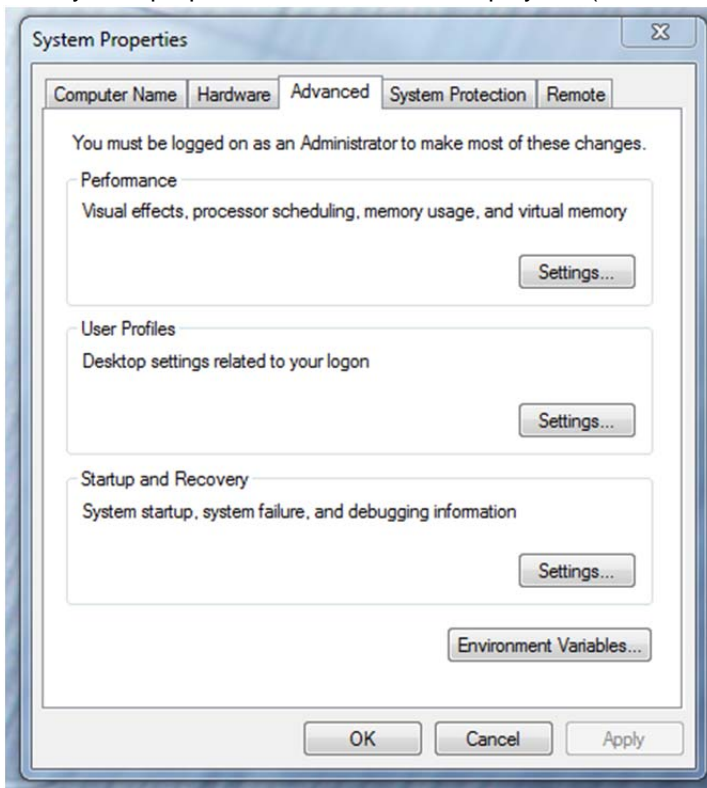 System Properties
Computer Name Hardware Advanced System Protection Remote
You must be logged on as an Administrator to make most of these changes.
Performance
Visual effects, processor scheduling, memory usage, and virtual memory
Settings...
User Profiles
Desktop settings related to your logon
Settings...
Startup and Recovery
System startup, system failure, and debugging information
Settings...
Environment Variables...
OK Cancel Apply